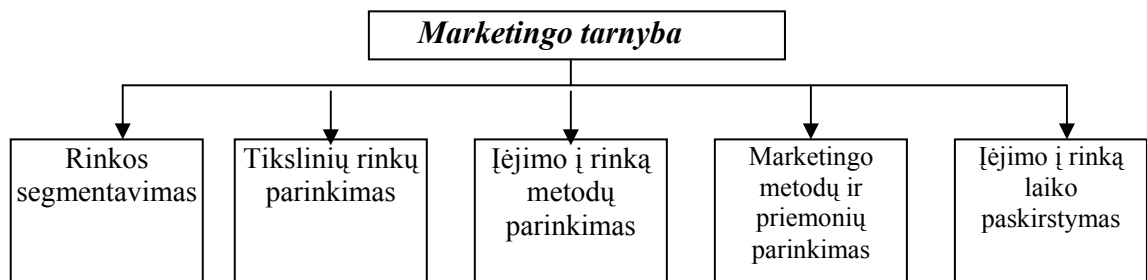 Marketingo tarnyba
Rinkos
segmentavimas
Tikslinių rinkų
parinkimas
Įėjimo į rinką
metodų
parinkimas
Marketingo
metodų ir
priemonių
parinkimas
Įėjimo į rinką
laiko
paskirstymas